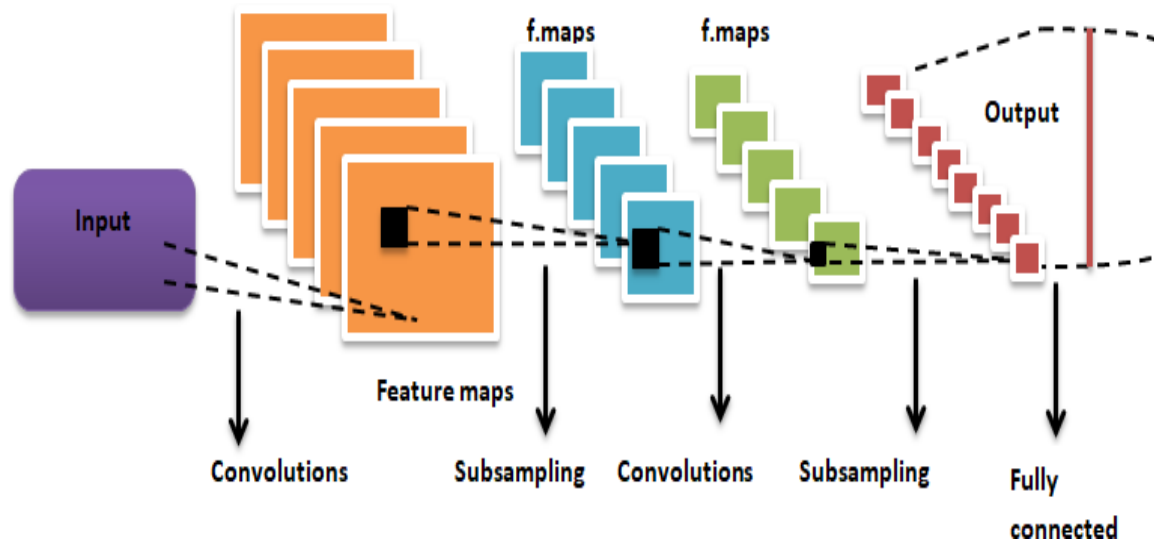 f.maps
f.maps
Output
Input
Feature maps
Convolutions
Subsampling
Convolutions
Subsampling
Fully
connected